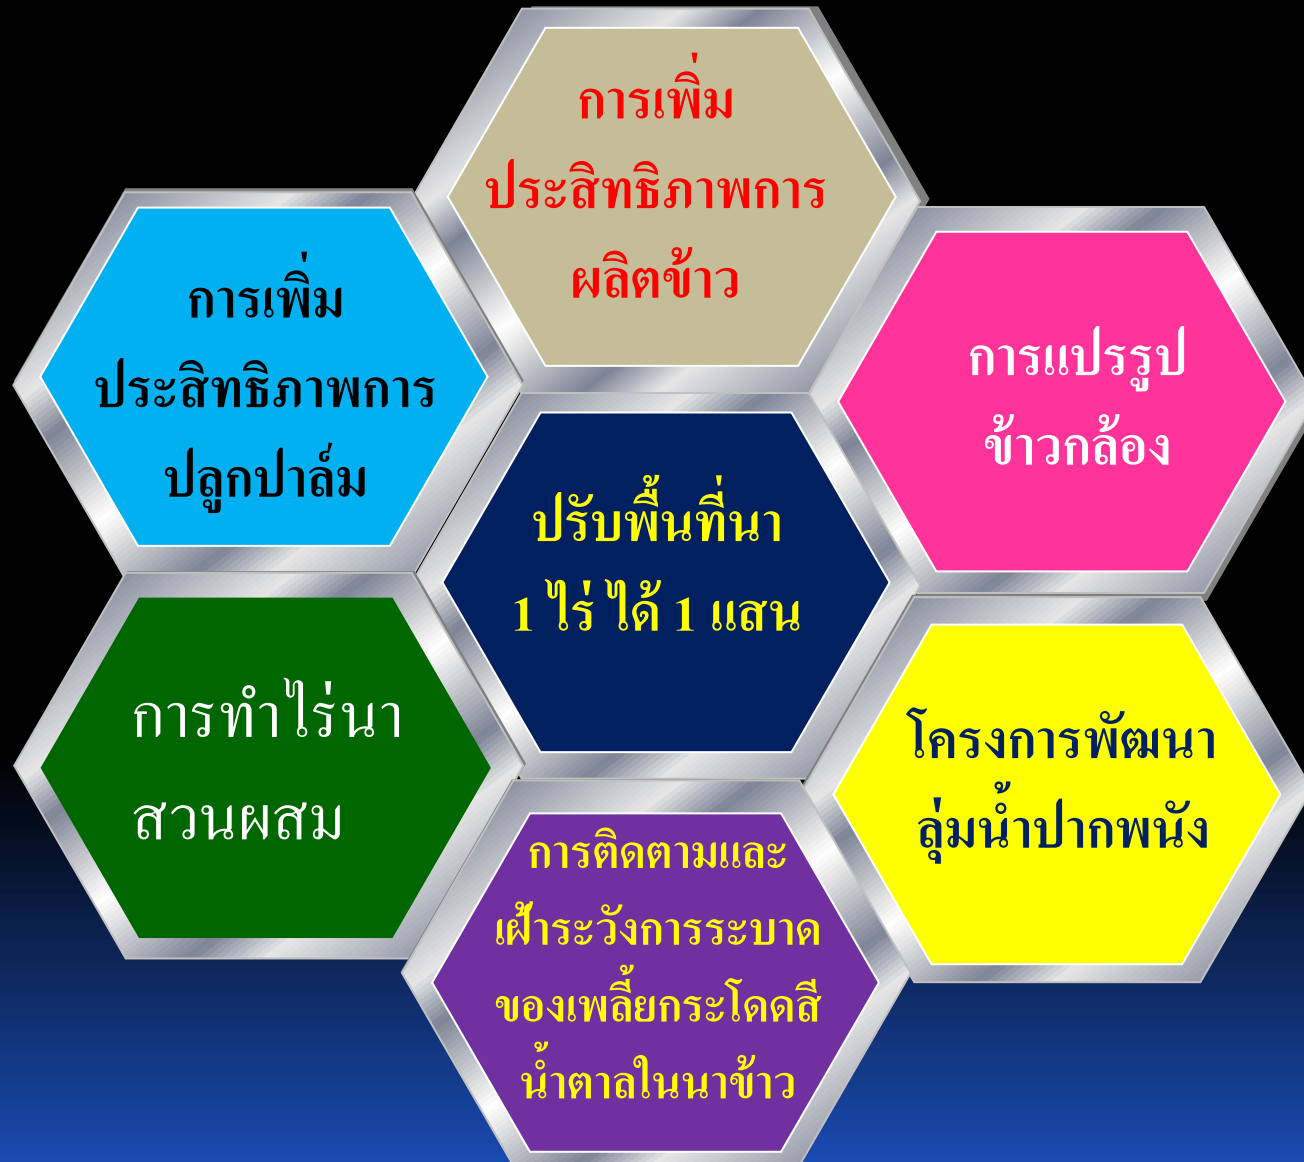 การเพิ่ม
ประสิทธิภาพการ
ผลิตข้าว
การเพิ่ม
ประสิทธิภาพการ
ปลูกปาล์ม
การแปรรูป
ข้าวกล้อง
ปรับพื้นที่นา
1 ไร่ ได้ 1 แสน
การทำไร่นา
สวนผสม
โครงการพัฒนา
ลุ่มน้ำปากพนัง
การติดตามและ
เฝ้าระวังการระบาด
ของเพลี้ยกระโดดสี
น้ำตาลในนาข้าว